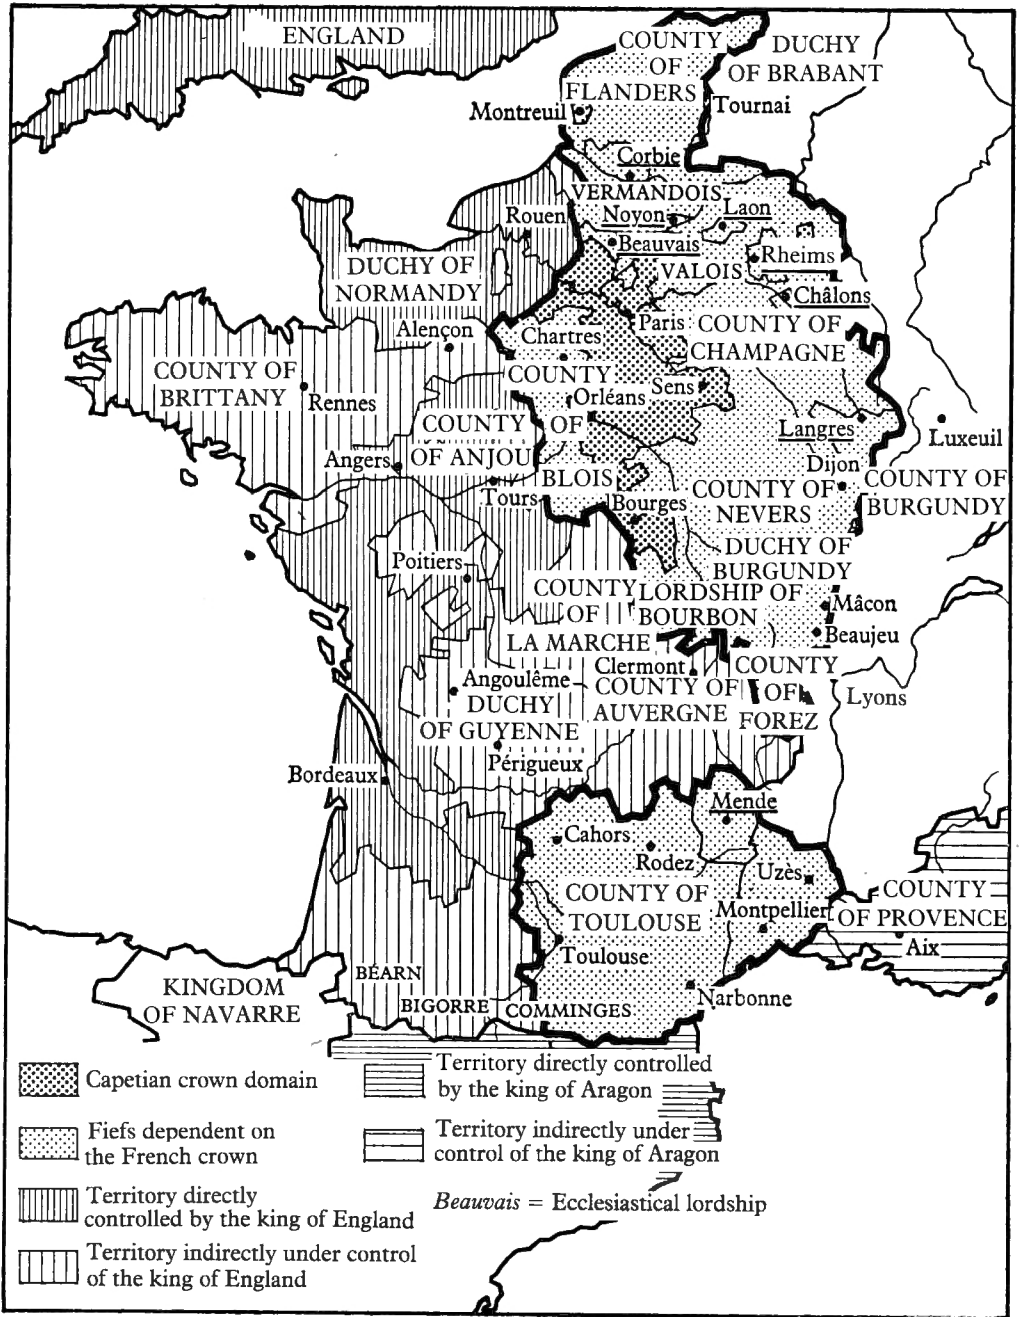 ENGLAND
COUNTY
OF
FLANDERS
DUCHY
OF BRABANT
Montreuil
Tournai
Corbie
VERMANDOIS
Noyon
Laon
Rouen
Beauvais
Rheims
VALOIS
DUCHY OF
NORMANDY
Châlons
Alençon
Chartres
Paris
COUNTY OF
CHAMPAGNE
COUNTY OF
BRITTANY
Rennes
COUNTY
OF
BLOIS
Orléans
Sens
COUNTY
OF ANJOU
Langres
Luxeuil
Angers
Tours
Dijon
COUNTY OF
BURGUNDY
Bourges
COUNTY OF
NEVERS
DUCHY OF
BURGUNDY
Poitiers
COUNTY
OF
LA MARCHE
LORDSHIP OF
BOURBON
Mâcon
Beaujeu
Clermont
COUNTY
OF
FOREZ
Lyons
Angoulême
COUNTY OF
AUVERGNE
DUCHY
OF GUYENNE
Périgueux
Bordeaux
Mende
Cahors
Rodez
Uzès
COUNTY OF
TOULOUSE
Montpellier
COUNTY
OF PROVENCE
Aix
Toulouse
Narbonne
KINGDOM
OF NAVARRE
BÉARN
BIGORRE
COMMINGES
Capetian crown domain
Fiefs dependent on
the French crown
Territory directly
controlled by the king of England
Territory indirectly under control
of the king of England
Territory directly controlled
by the king of Aragon
Territory indirectly under
control of the king of Aragon
Beauvais = Ecclesiastical lordship